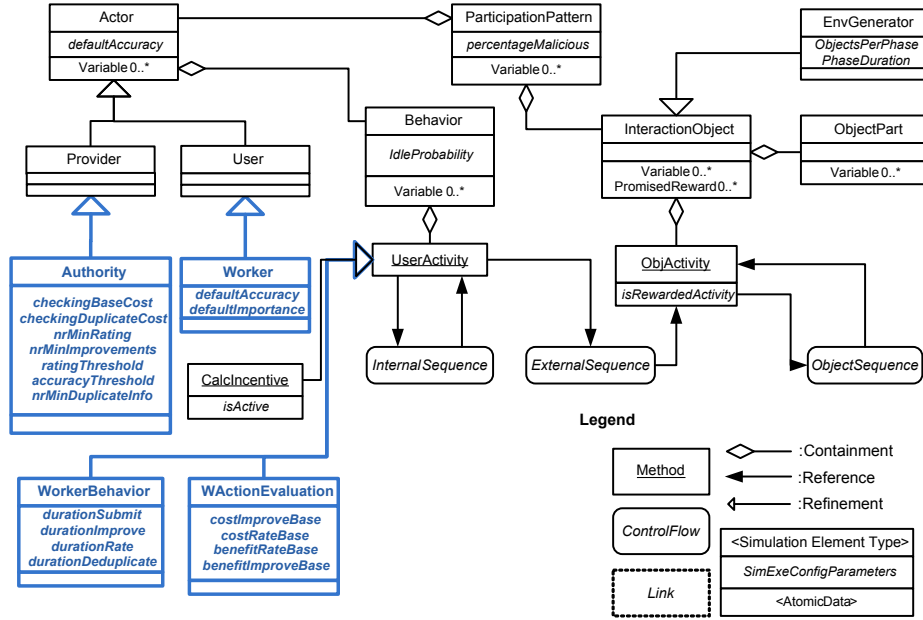 Actor
defaultAccuracy
Variable 0..*
ParticipationPattern
percentageMalicious
Variable 0..*
EnvGenerator
ObjectsPerPhase
PhaseDuration
Behavior
IdleProbability
Variable 0..*
InteractionObject
Variable 0..*
PromisedReward 0..*
ObjectPart
Variable 0..*
Provider
User
Authority
checkingBaseCost
checkingDuplicateCost
nrMinRating
nrMinImprovements
ratingThreshold
accuracyThreshold
nrMinDuplicateInfo
Worker
defaultAccuracy
defaultImportance
UserActivity
ObjActivity
isRewardedActivity
CalcIncentive
isActive
InternalSequence
ExternalSequence
ObjectSequence
WorkerBehavior
durationSubmit
durationImprove
durationRate
durationDeduplicate
WActionEvaluation
costImproveBase
costRateBase
benefitRateBase
benefitImproveBase
Legend
Method
ControlFlow
Link
:Containment
:Reference
:Refinement
<Simulation Element Type>
SimExeConfigParameters
<AtomicData>